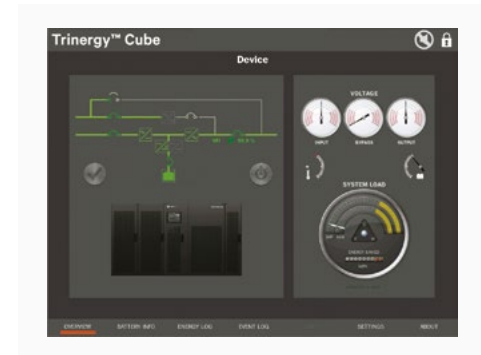 Trinergy™ Cube
Device
VOLTAGE
INPUT
BYPASS
OUTPUT
SYSTEM LOAD
OVERVIEW
BATTERY INFO
ENERGY LOG
EVENT LOG
SETTINGS
ABOUT